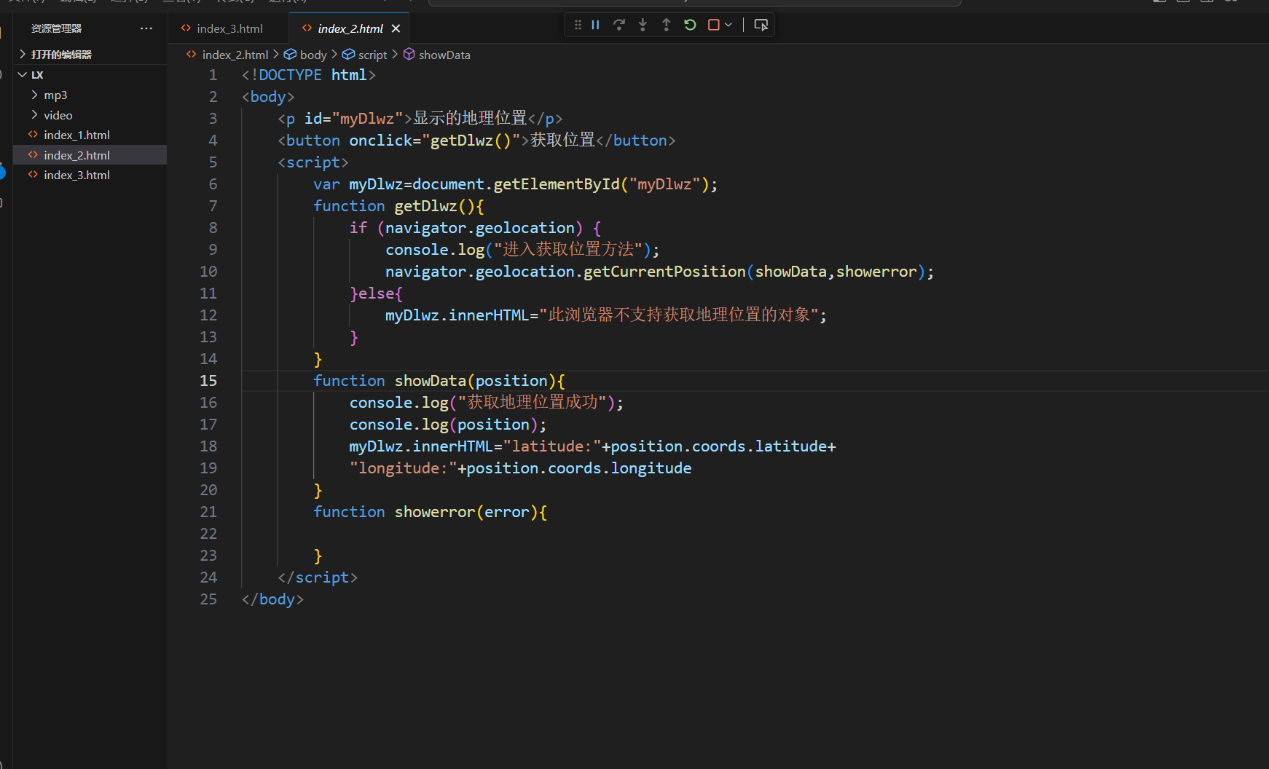 资源管理器
index_3.html
index_2.html
打开的编辑器
index_2.html > body > script > showData
LX
mp3
video
index_1.html
index_2.html
index_3.html
1 <!DOCTYPE html>
2 <body>
3 <p id="myDlwz">显示的地理位置</p>
4 <button onclick="getDlwz()">获取位置</button>
5 <script>
6 var myDlwz=document.getElementById("myDlwz");
7 function getDlwz(){
8 if (navigator.geolocation) {
9 console.log("进入获取位置方法");
10 navigator.geolocation.getCurrentPosition(showData,showerror);
11 }else{
12 myDlwz.innerHTML="此浏览器不支持获取地理位置的对象";
13 }
14 }
15 function showData(position){
16 console.log("获取地理位置成功");
17 console.log(position);
18 myDlwz.innerHTML="latitude:"+position.coords.latitude+
19 "longitude:"+position.coords.longitude
20 }
21 function showerror(error){
22
23 }
24 </script>
25 </body>